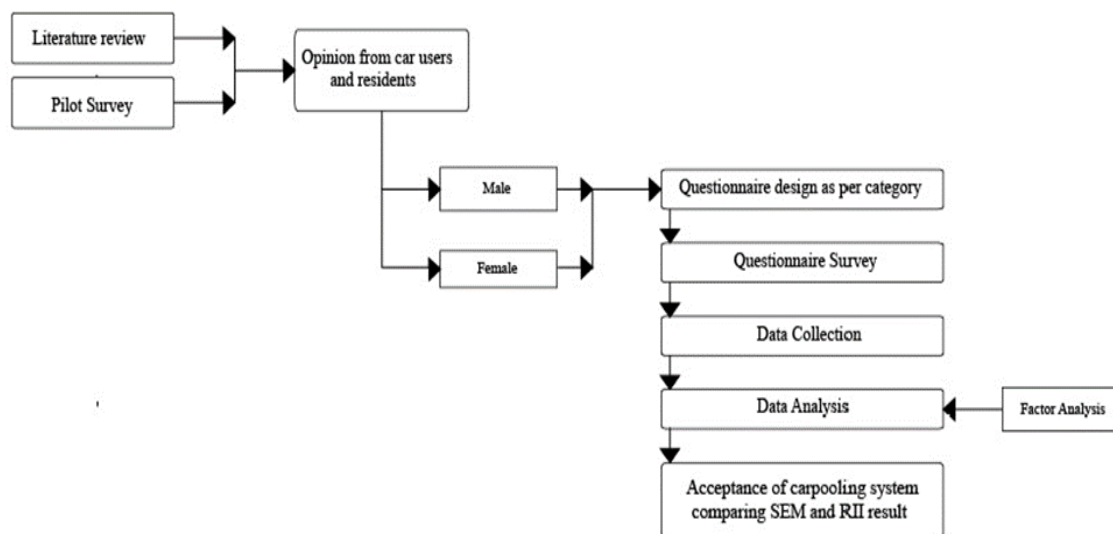 Literature review
Pilot Survey
Opinion from car users
and residents
Male
Female
Questionnaire design as per category
Questionnaire Survey
Data Collection
Data Analysis
Factor Analysis
Acceptance of carpooling system
comparing SEM and RII result